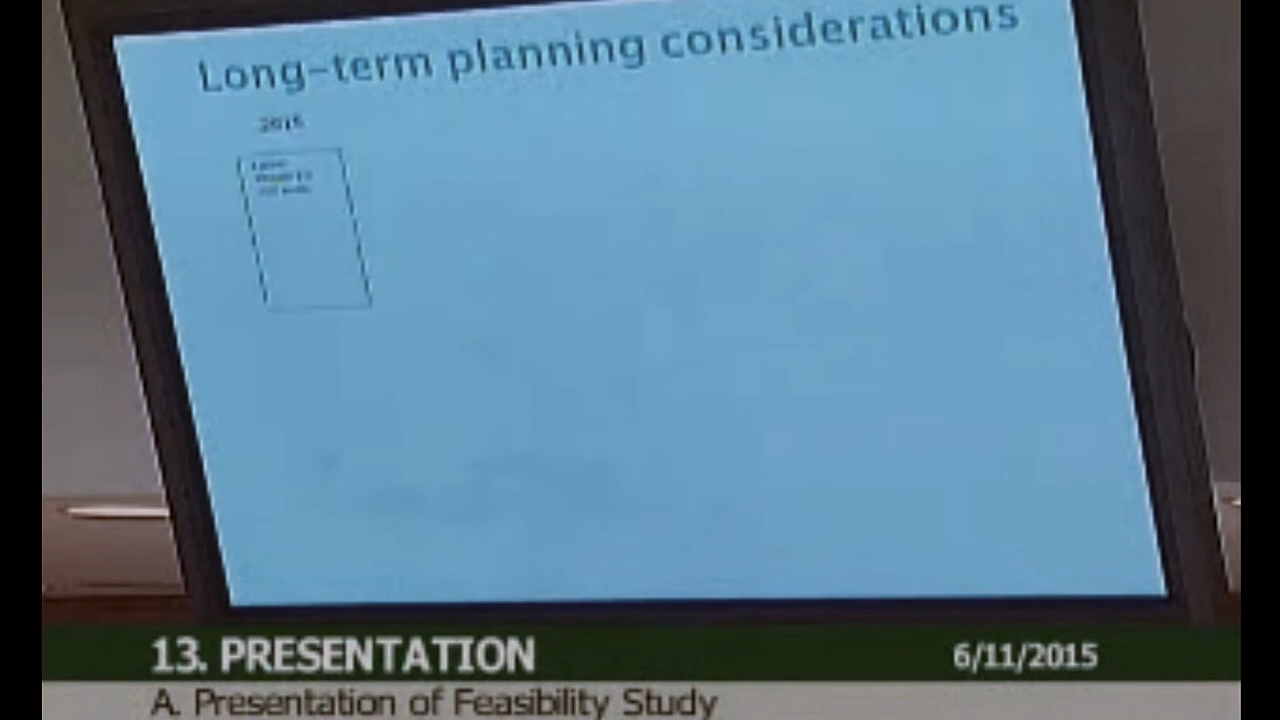 Long-term planning considerations
2015
13. PRESENTATION
6/11/2015
A. Presentation of Feasibility Study